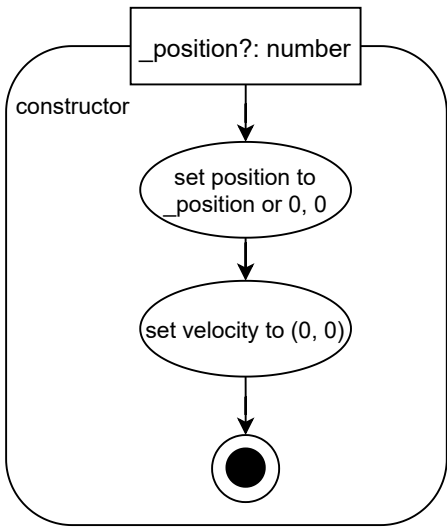 _position?: number
constructor
set position to
_position or 0, 0
set velocity to (0, 0)